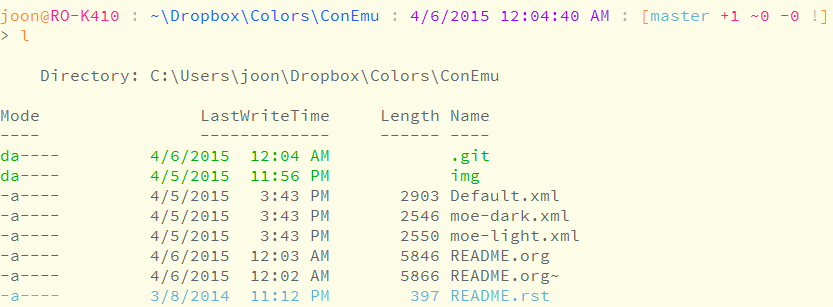 joon@RO-K410 : ~\Dropbox\Colors\ConEmu : 4/6/2015 12:04:40 AM : [master +1 ~0 -0 !]
> l
Directory: C:\Users\joon\Dropbox\Colors\ConEmu
Mode LastWriteTime Length Name
---- ------------- ------ ----
da---- 4/6/2015 12:04 AM .git
da---- 4/5/2015 11:56 PM img
-a---- 4/5/2015 3:43 PM 2903 Default.xml
-a---- 4/5/2015 3:43 PM 2546 moe-dark.xml
-a---- 4/5/2015 3:43 PM 2550 moe-light.xml
-a---- 4/6/2015 12:03 AM 5846 README.org
-a---- 4/6/2015 12:02 AM 5866 README.org~
-a---- 3/8/2014 11:12 PM 397 README.rst